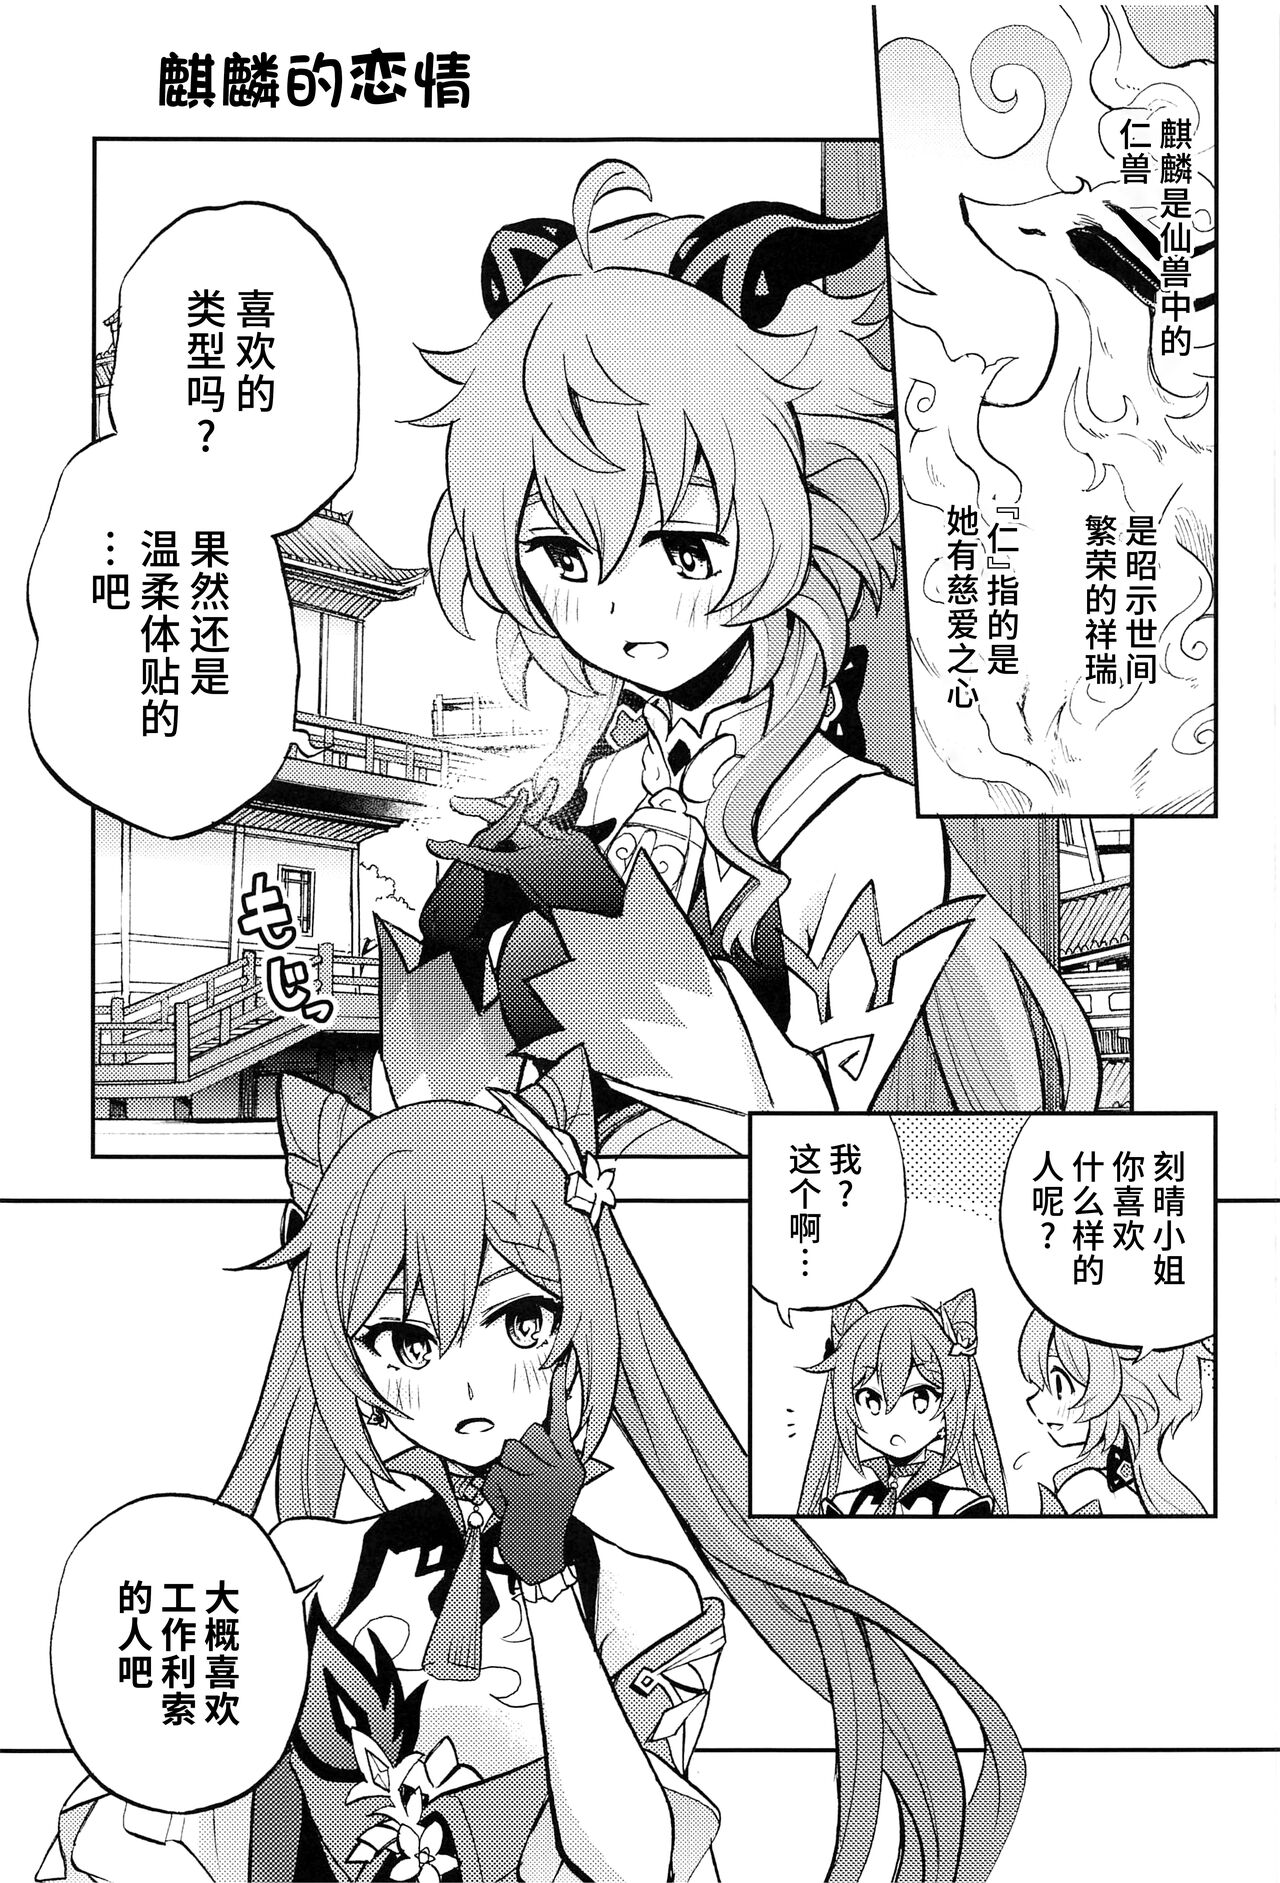 麒麟的恋情
麒麟是仙兽中的
仁兽
是昭示世间
繁荣的祥瑞
『仁』指的是
她有慈爱之心
喜欢的
类型吗？
果然还是
温柔体贴的
…吧
もじっ
刻晴小姐
你喜欢
什么样的
人呢？
我？
这个啊…
大概喜欢
工作利索
的人吧